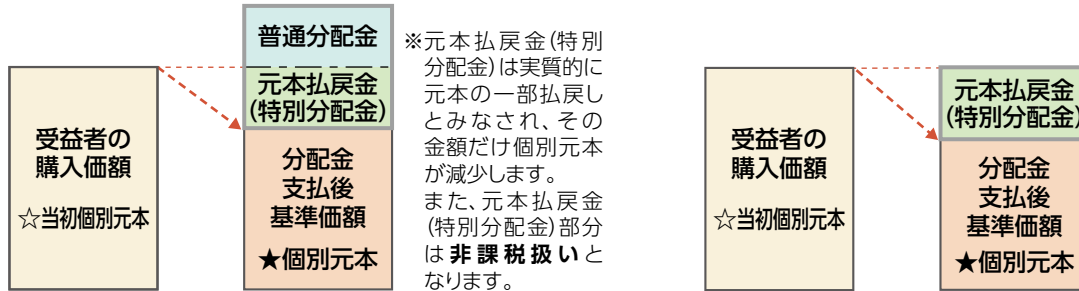 受益者の
購入価額
☆当初個別元本
普通分配金
元本払戻金
(特別分配金)
分配金
支払後
基準価額
★個別元本
※元本払戻金(特別
分配金)は実質的に
元本の一部払戻し
とみなされ、その
金額だけ個別元本
が減少します。
また、元本払戻金
(特別分配金)部分
は非課税扱いと
なります。
受益者の
購入価額
☆当初個別元本
元本払戻金
(特別分配金)
分配金
支払後
基準価額
★個別元本